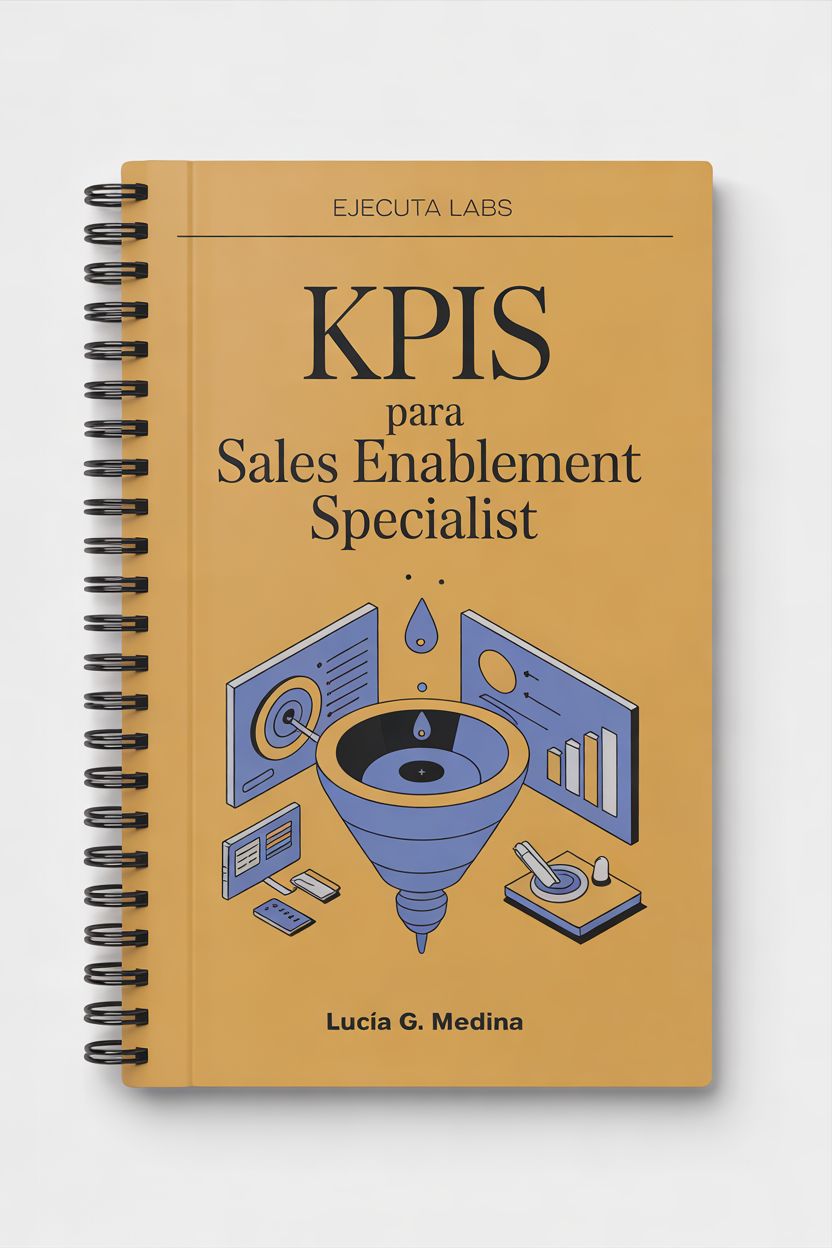 EJECUTA LABS
KPIS
para
Sales Enablement
Specialist
Lucía G. Medina